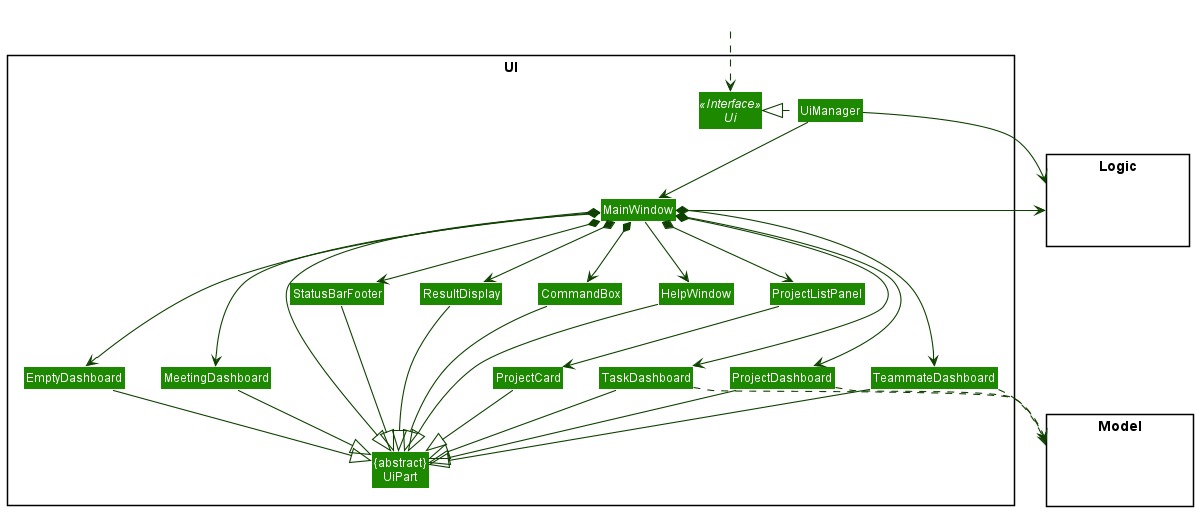 UI
«Interface»
Ui
UiManager
Logic
MainWindow
StatusBarFooter
ResultDisplay
CommandBox
HelpWindow
ProjectListPanel
EmptyDashboard
MeetingDashboard
ProjectCard
TaskDashboard
ProjectDashboard
TeammateDashboard
Model
{abstract}
UiPart